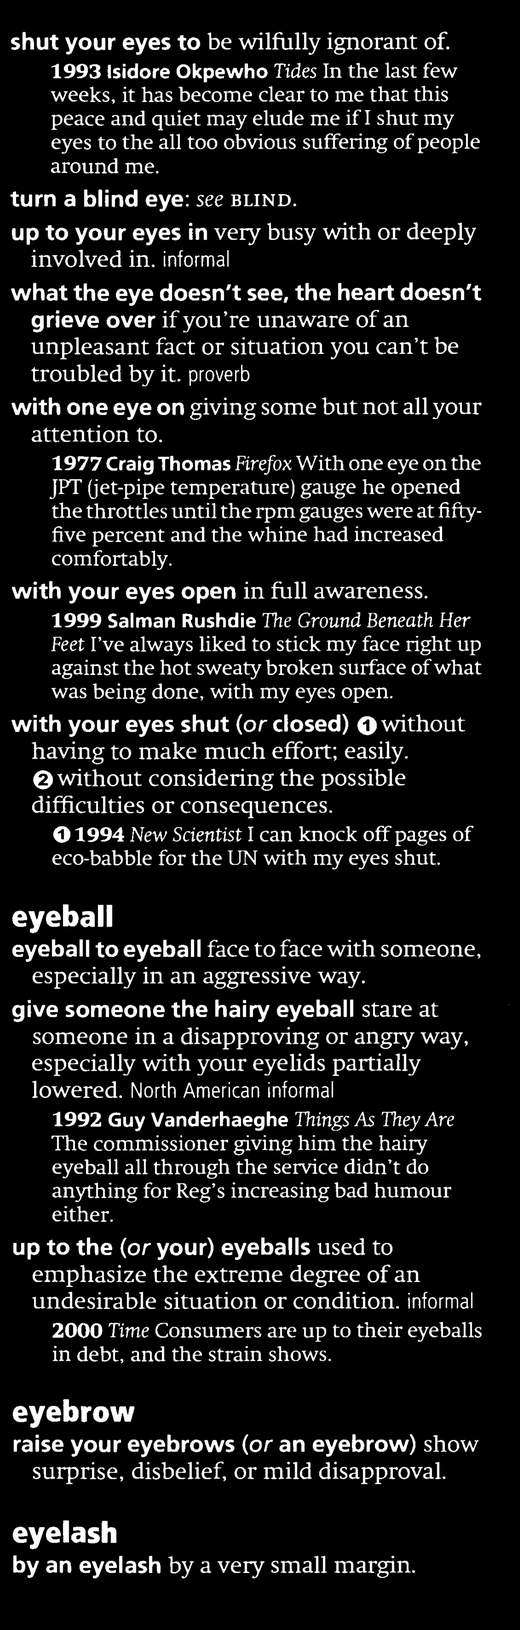 shut your eyes to be wilfully ignorant of.
1993 Isidore Okpewho Tides In the last few
weeks, it has become clear to me that this
peace and quiet may elude me if I shut my
eyes to the all too obvious suffering of people
around me.
turn a blind eye: see BLIND.
up to your eyes in very busy with or deeply
involved in. informal
what the eye doesn't see, the heart doesn't
grieve over if you're unaware of an
unpleasant fact or situation you can't be
troubled by it. proverb
with one eye on giving some but not all your
attention to.
1977 Craig Thomas Firefox With one eye on the
JPT (jet-pipe temperature) gauge he opened
the throttles until the rpm gauges were at fifty-
five percent and the whine had increased
comfortably.
with your eyes open in full awareness.
1999 Salman Rushdie The Ground Beneath Her
Feet I've always liked to stick my face right up
against the hot sweaty broken surface of what
was being done, with my eyes open.
with your eyes shut (or closed) ❶ without
having to make much effort; easily.
❷ without considering the possible
difficulties or consequences.
❶ 1994 New Scientist I can knock off pages of
eco-babble for the UN with my eyes shut.
eyeball
eyeball to eyeball face to face with someone,
especially in an aggressive way.
give someone the hairy eyeball stare at
someone in a disapproving or angry way,
especially with your eyelids partially
lowered. North American informal
1992 Guy Vanderhaeghe Things As They Are
The commissioner giving him the hairy
eyeball all through the service didn't do
anything for Reg's increasing bad humour
either.
up to the (or your) eyeballs used to
emphasize the extreme degree of an
undesirable situation or condition. informal
2000 Time Consumers are up to their eyeballs
in debt, and the strain shows.
eyebrow
raise your eyebrows (or an eyebrow) show
surprise, disbelief, or mild disapproval.
eyelash
by an eyelash by a very small margin.